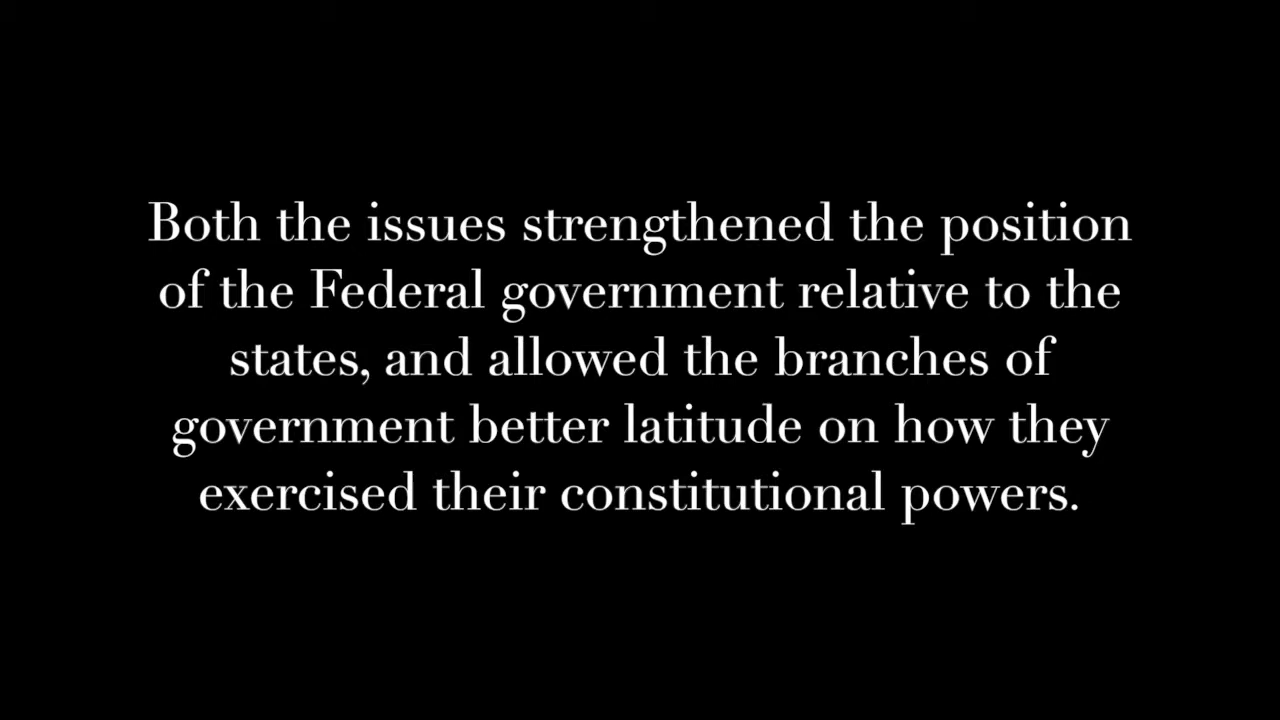 Both the issues strengthened the position
of the Federal government relative to the
states, and allowed the branches of
government better latitude on how they
exercised their constitutional powers.